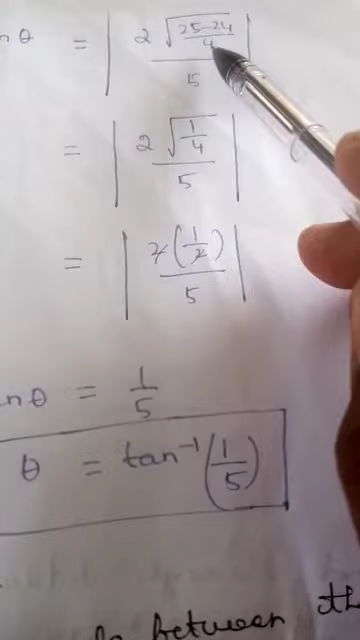 nθ = | 2 √(25-24/4) / 5 |
= | 2 √(1/4) / 5 |
= | 2 (1/2) / 5 |
nθ = 1/5
θ = tan⁻¹ (1/5)
between the